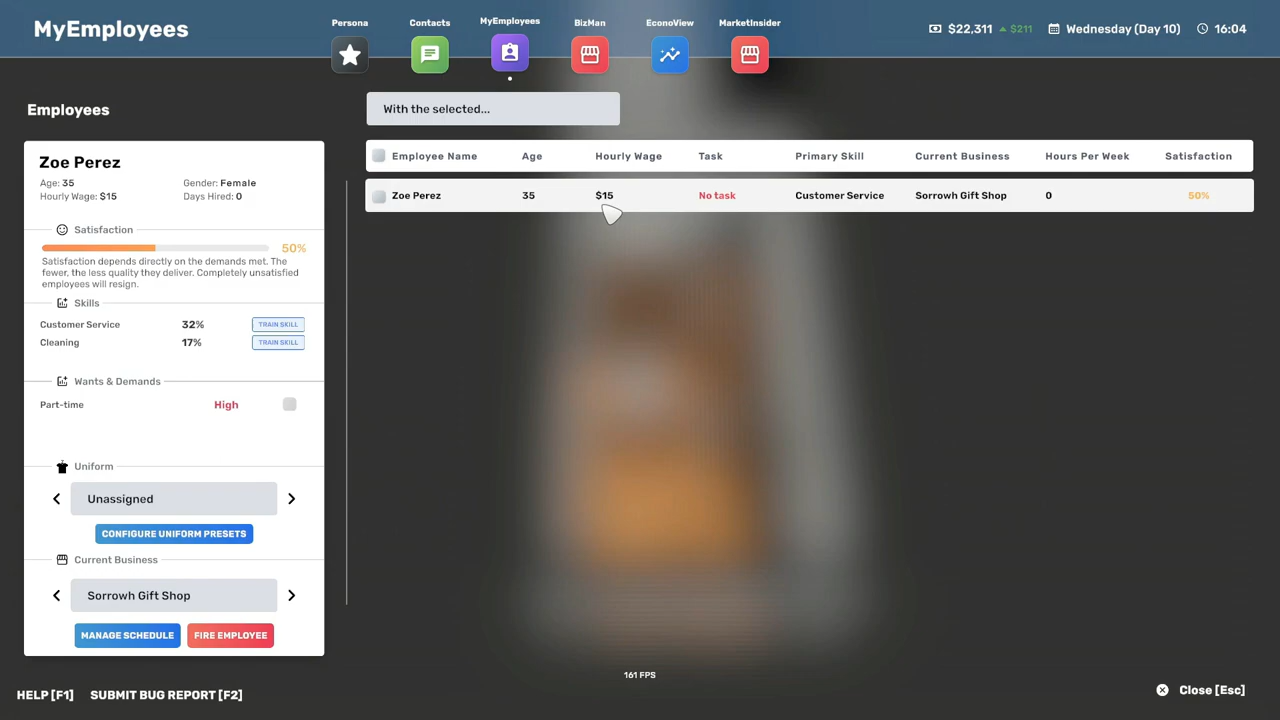 MyEmployees
Persona
Contacts
MyEmployees
BizMan
EconoView
MarketInsider
$22,311 $211
Wednesday (Day 10)
16:04
Employees
Zoe Perez
Age: 35
Gender: Female
Hourly Wage: $15
Days Hired: 0
Satisfaction
50%
Satisfaction depends directly on the demands met. The
fewer, the less quality they deliver. Completely unsatisfied
employees will resign.
Skills
Customer Service 32% TRAIN SKILL
Cleaning 17% TRAIN SKILL
Wants & Demands
Part-time High
Uniform
Unassigned
CONFIGURE UNIFORM PRESETS
Current Business
Sorrowh Gift Shop
MANAGE SCHEDULE FIRE EMPLOYEE
With the selected...
Employee Name Age Hourly Wage Task Primary Skill Current Business Hours Per Week Satisfaction
Zoe Perez 35 $15 No task Customer Service Sorrowh Gift Shop 0 50%
161 FPS
HELP [F1] SUBMIT BUG REPORT [F2]
Close [Esc]